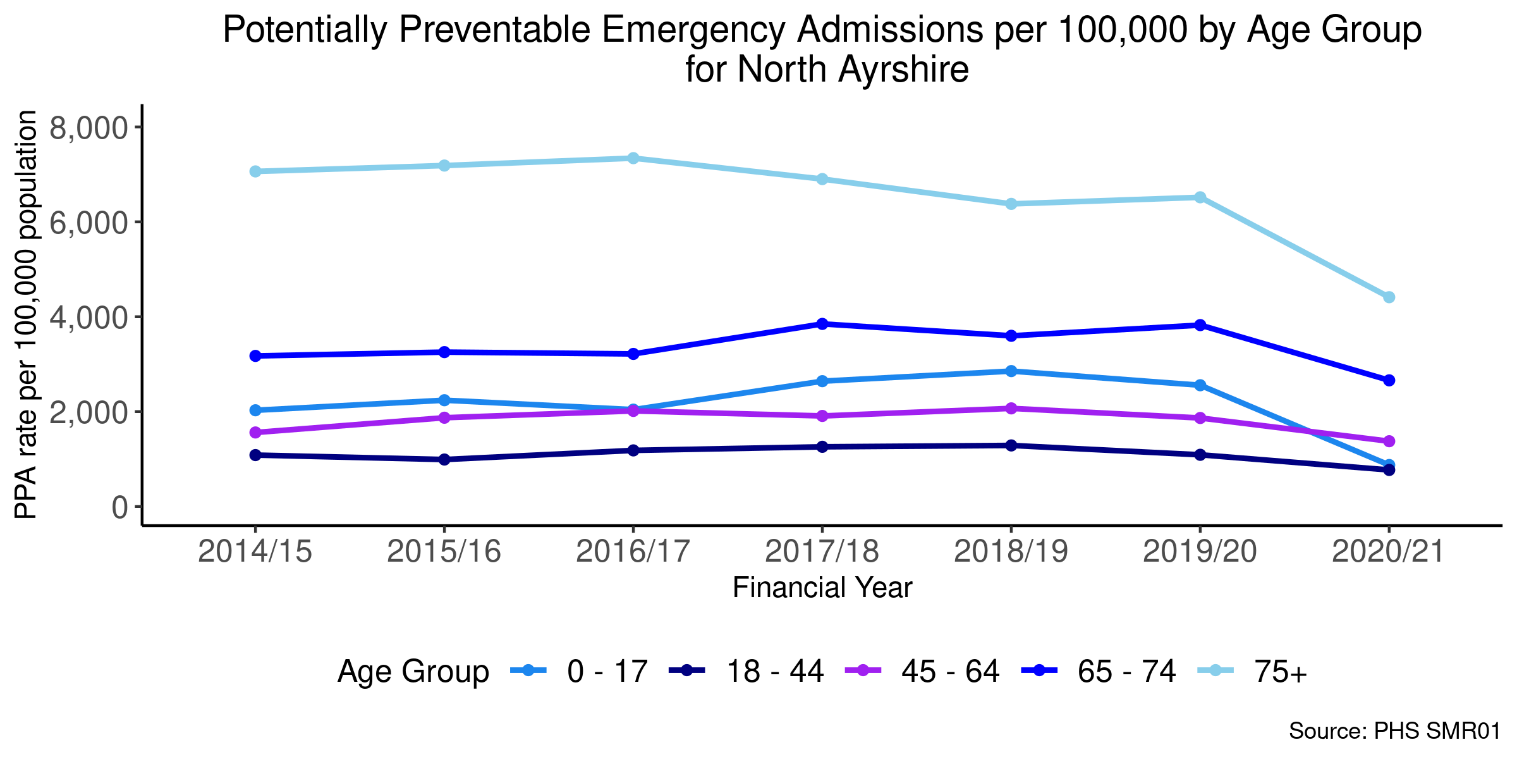 Potentially Preventable Emergency Admissions per 100,000 by Age Group
for North Ayrshire
PPA rate per 100,000 population
8,000
6,000
4,000
2,000
0
2014/15 2015/16 2016/17 2017/18 2018/19 2019/20 2020/21
Financial Year
Age Group 0 - 17 18 - 44 45 - 64 65 - 74 75+
Source: PHS SMR01